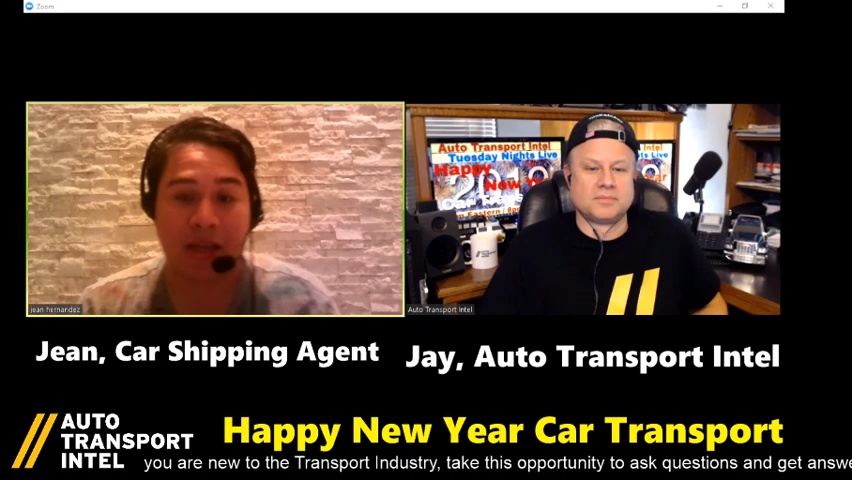 Zoom
Auto Transport Intel
Tuesday Nights Live
Happy
New
jean hernandez
Auto Transport Intel
Jean, Car Shipping Agent
Jay, Auto Transport Intel
AUTO
TRANSPORT
INTEL
Happy New Year Car Transport
you are new to the Transport Industry, take this opportunity to ask questions and get answe